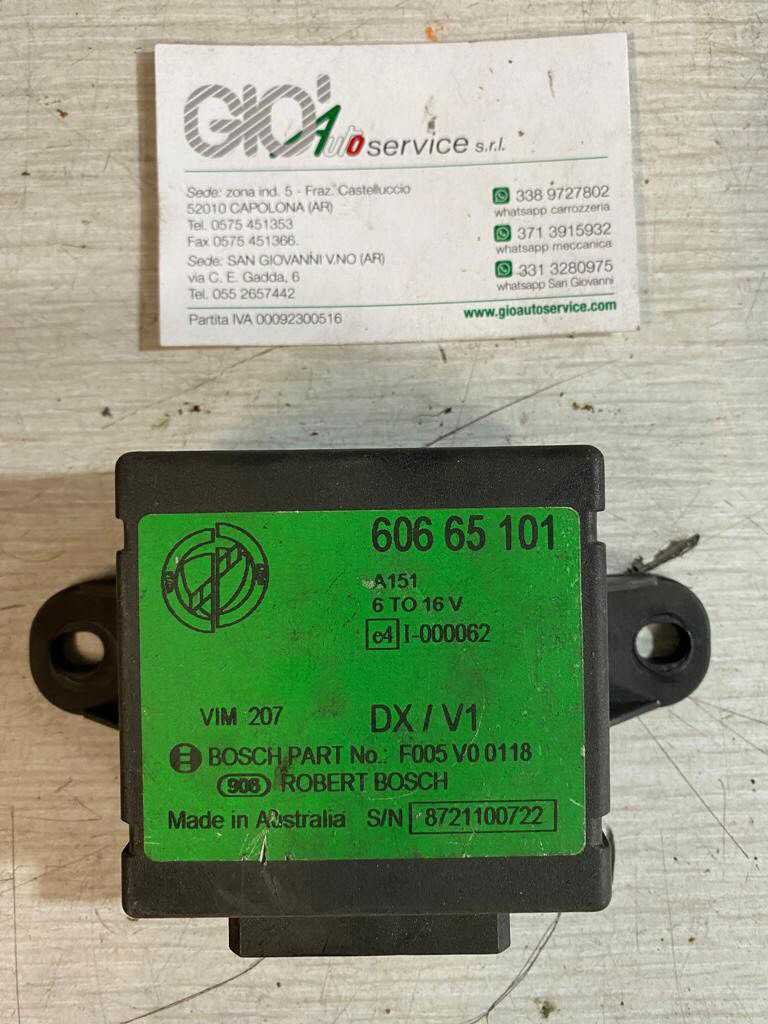 GIO' Autoservice s.r.l.
Sede: zona ind. 5 - Fraz. Castelluccio
52010 CAPOLONA (AR)
Tel. 0575 451353
Fax 0575 451366.
Sede: SAN GIOVANNI V.NO (AR)
via C. E. Gadda, 6
Tel. 055 2657442
Partita IVA 00092300516
338 9727802
whatsapp carrozzeria
371 3915932
whatsapp meccanica
331 3280975
whatsapp San Giovanni
www.gioautoservice.com
606 65 101
A151
6 TO 16 V
e4 I-000062
VIM 207 DX / V1
BOSCH PART No.: F005 V0 0118
908 ROBERT BOSCH
Made in Australia S/N 8721100722